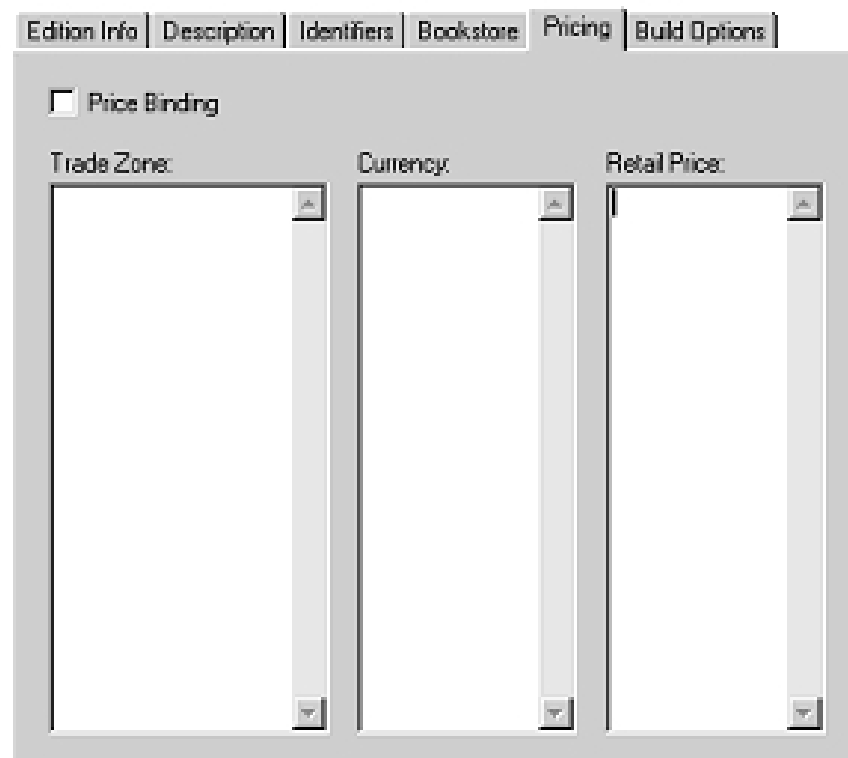 Edition Info Description Identifiers Bookstore Pricing Build Options
Price Binding
Trade Zone: Currency: Retail Price: